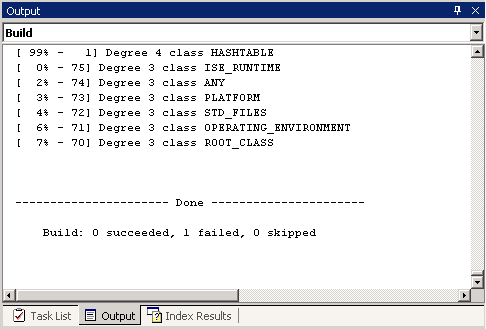 Output
Build
[ 99% -   1] Degree 4 class HASHTABLE
[  0% -  75] Degree 3 class ISE_RUNTIME
[  2% -  74] Degree 3 class ANY
[  3% -  73] Degree 3 class PLATFORM
[  4% -  72] Degree 3 class STD_FILES
[  6% -  71] Degree 3 class OPERATING_ENVIRONMENT
[  7% -  70] Degree 3 class ROOT_CLASS
---------------------- Done ----------------------
Build: 0 succeeded, 1 failed, 0 skipped
Task List Output Index Results